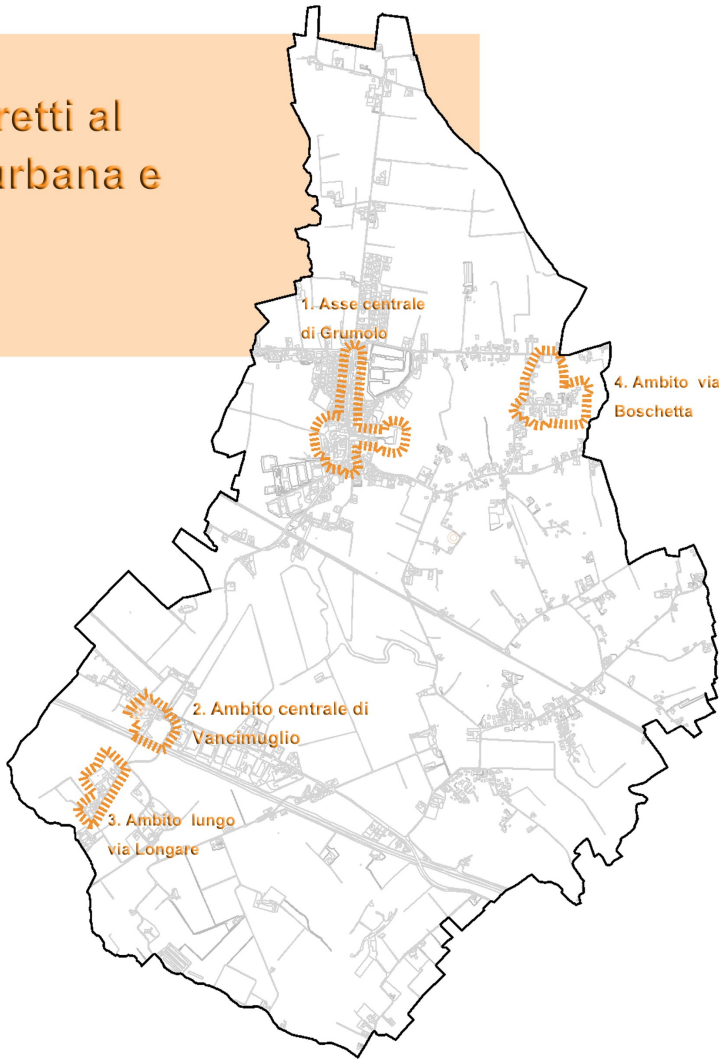 retti al
urbana e
1. Asse centrale
di Grumolo
4. Ambito via
Boschetta
2. Ambito centrale di
Vancimuglio
3. Ambito lungo
via Longare